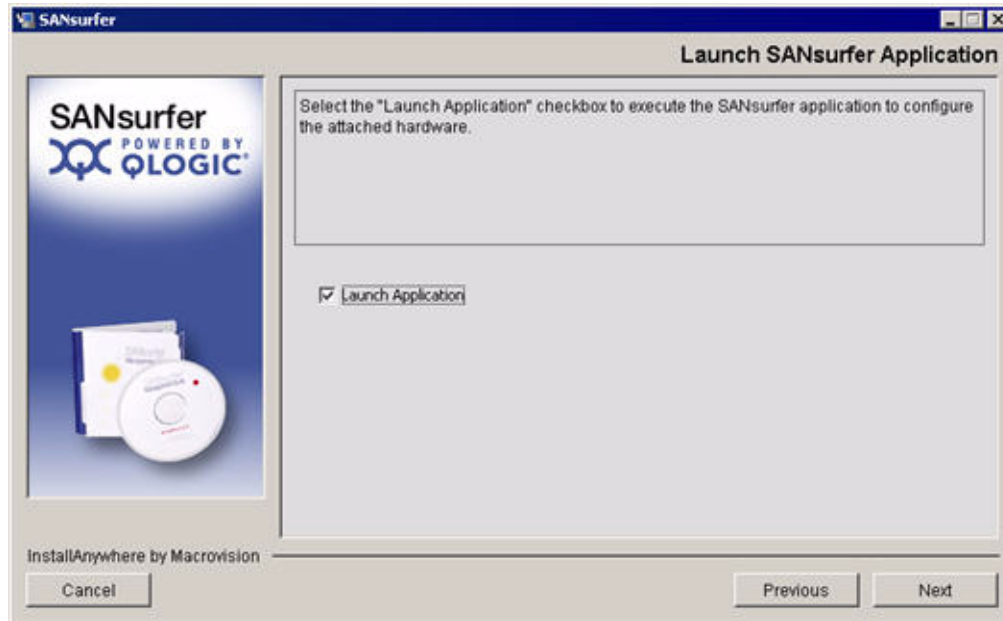 SANsurfer
Launch SANsurfer Application
SANsurfer
POWERED BY
QLOGIC
Select the "Launch Application" checkbox to execute the SANsurfer application to configure
the attached hardware.
Launch Application
InstallAnywhere by Macrovision
Cancel
Previous
Next